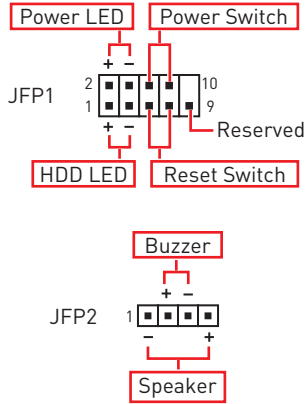 Power LED Power Switch
+ −
2 10
JFP1
1 9
+ − Reserved
HDD LED Reset Switch
Buzzer
+ −
JFP2 1
− +
Speaker